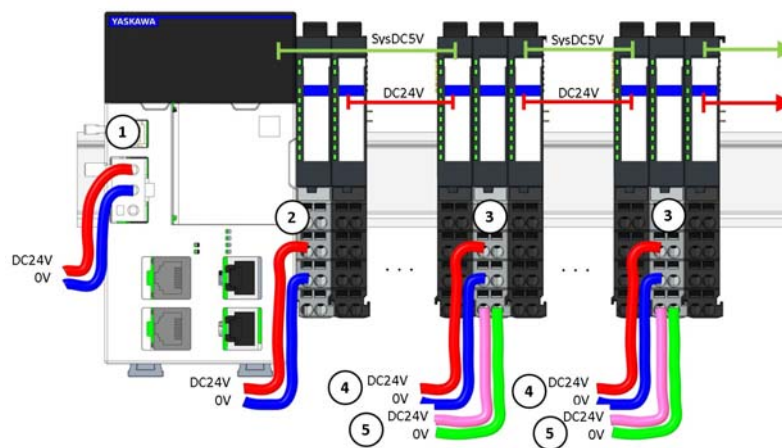 YASKAWA
SysDC5V
SysDC5V
DC24V
DC24V
1
2
3
3
DC24V
0V
...
...
DC24V
0V
4
DC24V
0V
5
DC24V
0V
4
DC24V
0V
5
DC24V
0V